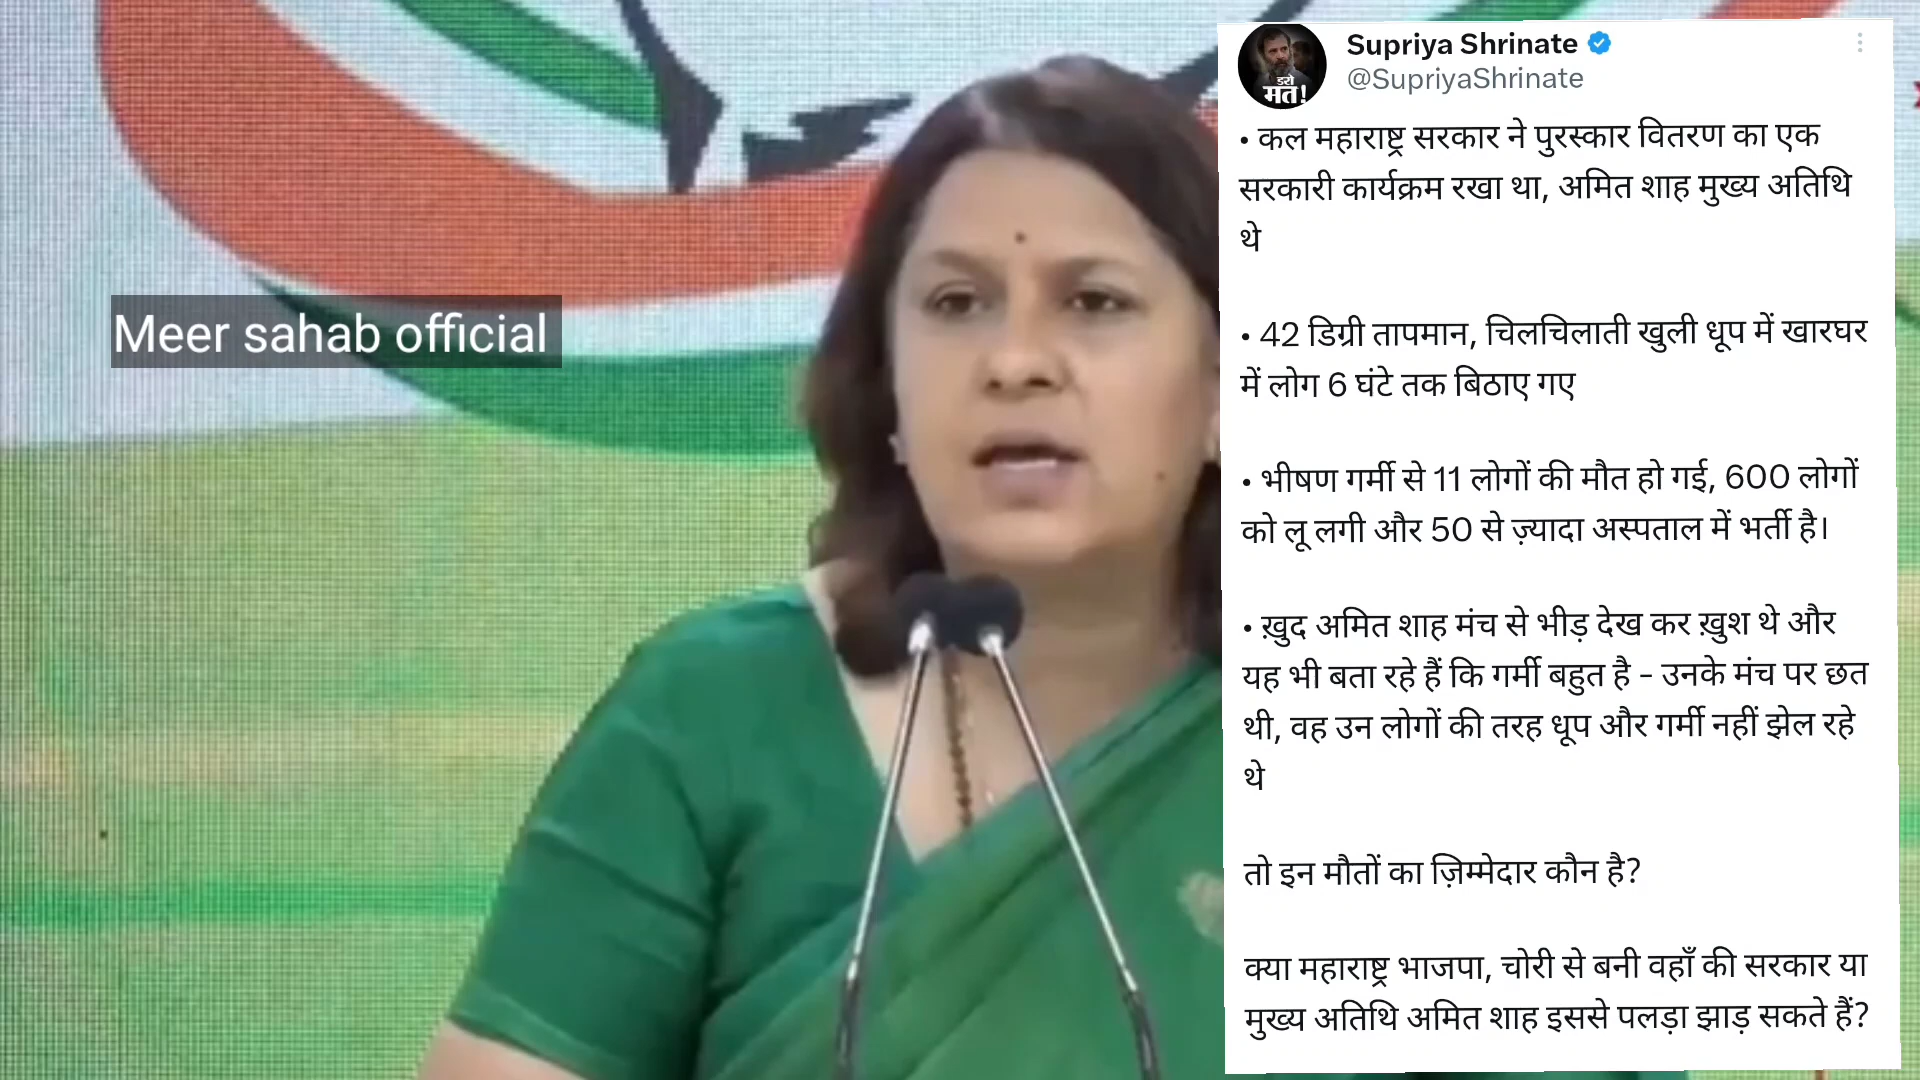 Meer sahab official
डरो
मत!
Supriya Shrinate
@SupriyaShrinate
• कल महाराष्ट्र सरकार ने पुरस्कार वितरण का एक
सरकारी कार्यक्रम रखा था, अमित शाह मुख्य अतिथि
थे
• 42 डिग्री तापमान, चिलचिलाती खुली धूप में खारघर
में लोग 6 घंटे तक बिठाए गए
• भीषण गर्मी से 11 लोगों की मौत हो गई, 600 लोगों
को लू लगी और 50 से ज़्यादा अस्पताल में भर्ती है।
• ख़ुद अमित शाह मंच से भीड़ देख कर ख़ुश थे और
यह भी बता रहे हैं कि गर्मी बहुत है - उनके मंच पर छत
थी, वह उन लोगों की तरह धूप और गर्मी नहीं झेल रहे
थे
तो इन मौतों का ज़िम्मेदार कौन है?
क्या महाराष्ट्र भाजपा, चोरी से बनी वहाँ की सरकार या
मुख्य अतिथि अमित शाह इससे पलड़ा झाड़ सकते हैं?